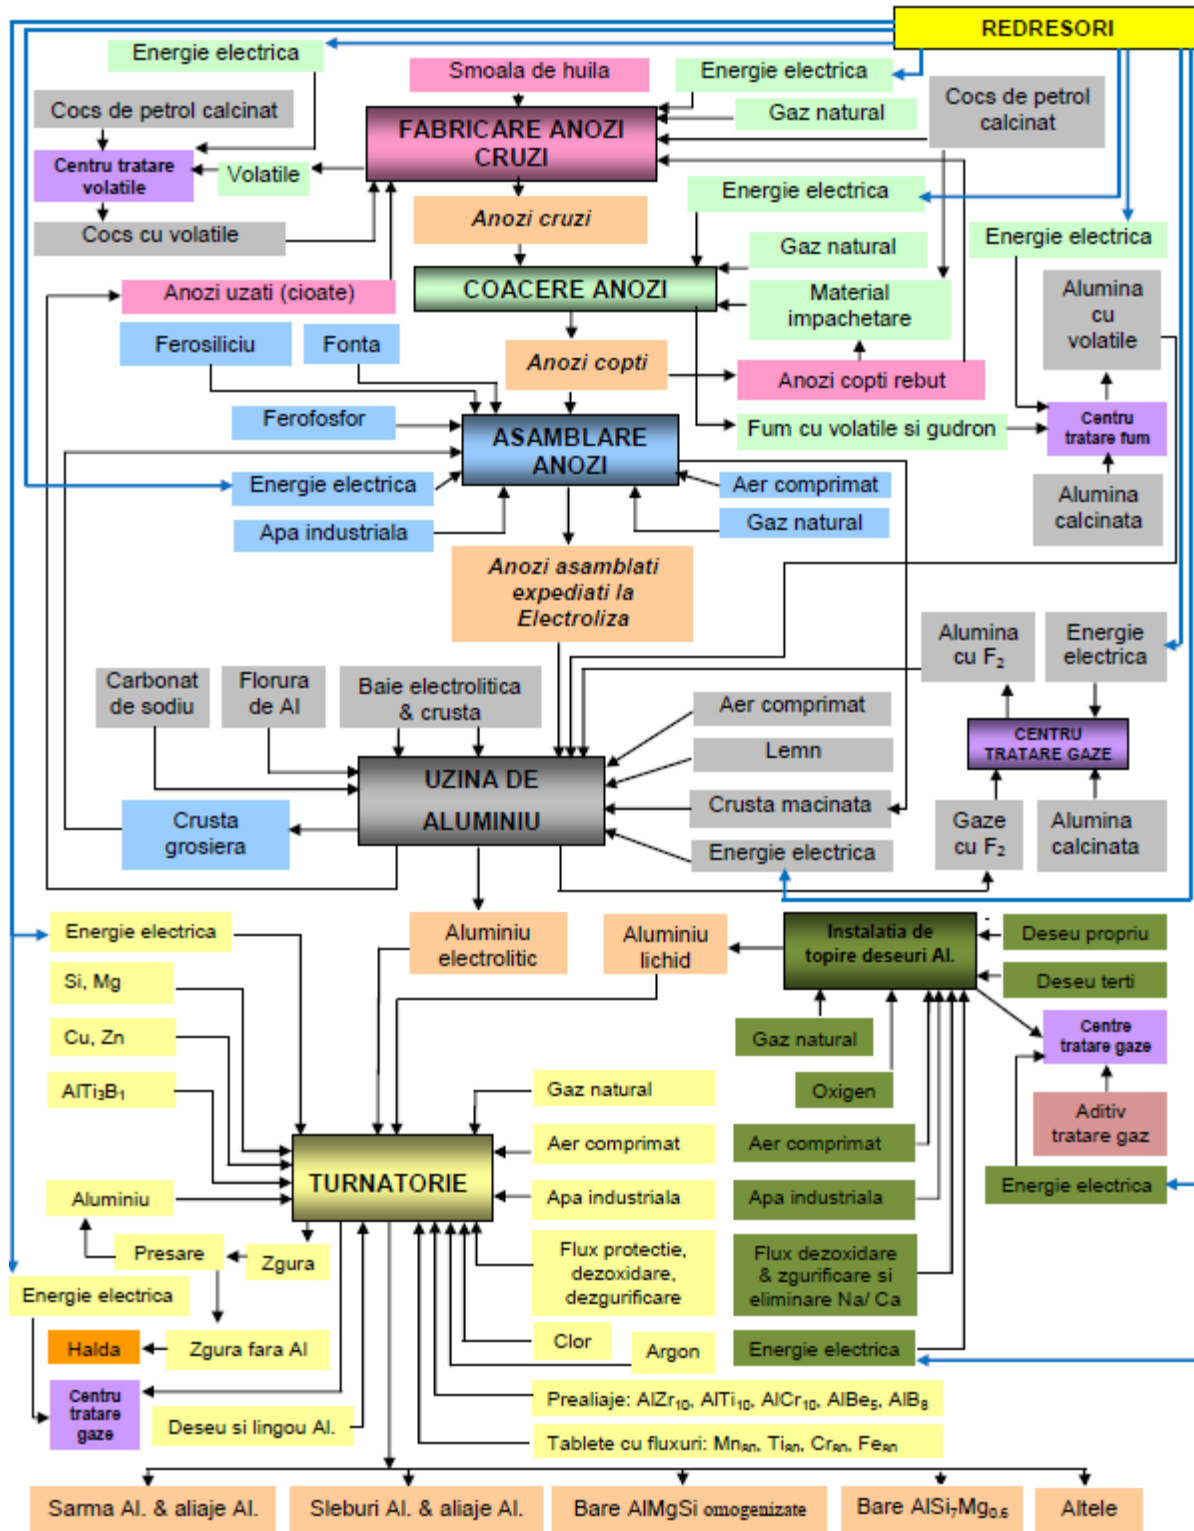 REDRESORI
Energie electrica
Smoala de huila
Energie electrica
Cocs de petrol calcinat
Gaz natural
Cocs de petrol
calcinat
FABRICARE ANOZI
CRUZI
Centru tratare
volatile
Volatile
Energie electrica
Anozi cruzi
Cocs cu volatile
Energie electrica
Gaz natural
COACERE ANOZI
Anozi uzati (cioate)
Material
impachetare
Alumina
cu
volatile
Ferosiliciu
Fonta
Anozi copti
Anozi copti rebut
Ferofosfor
ASAMBLARE
ANOZI
Fum cu volatile si gudron
Centru
tratare fum
Energie electrica
Aer comprimat
Apa industriala
Gaz natural
Alumina
calcinata
Anozi asamblati
expediati la
Electroliza
Alumina
cu F₂
Energie
electrica
Carbonat
de sodiu
Florura
de Al
Baie electrolitica
& crusta
Aer comprimat
CENTRU
TRATARE GAZE
Lemn
UZINA DE
ALUMINIU
Crusta macinata
Crusta
grosiera
Energie electrica
Gaze
cu F₂
Alumina
calcinata
Energie electrica
Aluminiu
electrolitic
Aluminiu
lichid
Instalatia de
topire deseuri Al.
Deseu propriu
Si, Mg
Deseu terti
Cu, Zn
Gaz natural
Centre
tratare gaze
AlTi₃B₁
Gaz natural
Oxigen
Aditiv
tratare gaz
TURNATORIE
Aer comprimat
Aer comprimat
Aluminiu
Apa industriala
Apa industriala
Energie electrica
Presare
Zgura
Flux protectie,
dezoxidare,
dezgurificare
Flux dezoxidare
& zgurificare si
eliminare Na/ Ca
Energie electrica
Halda
Zgura fara Al
Clor
Argon
Energie electrica
Centru
tratare
gaze
Deseu si lingou Al.
Prealiaje: AlZr₁₀, AlTi₁₀, AlCr₁₀, AlBe₅, AlB₈
Tablete cu fluxuri: Mn₈₀, Ti₈₀, Cr₈₀, Fe₈₀
Sarma Al. & aliaje Al.
Sleburi Al. & aliaje Al.
Bare AlMgSi omogenizate
Bare AlSi₇Mg₀.₆
Altele